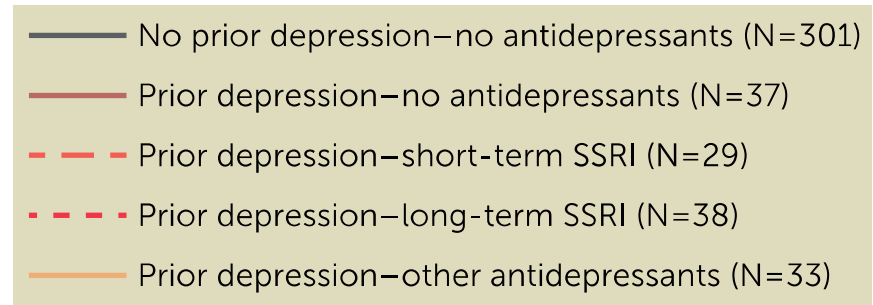 No prior depression–no antidepressants (N=301)
Prior depression–no antidepressants (N=37)
Prior depression–short-term SSRI (N=29)
Prior depression–long-term SSRI (N=38)
Prior depression–other antidepressants (N=33)